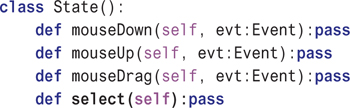 class State():
    def mouseDown(self, evt:Event):pass
    def mouseUp(self, evt:Event):pass
    def mouseDrag(self, evt:Event):pass
    def select(self):pass